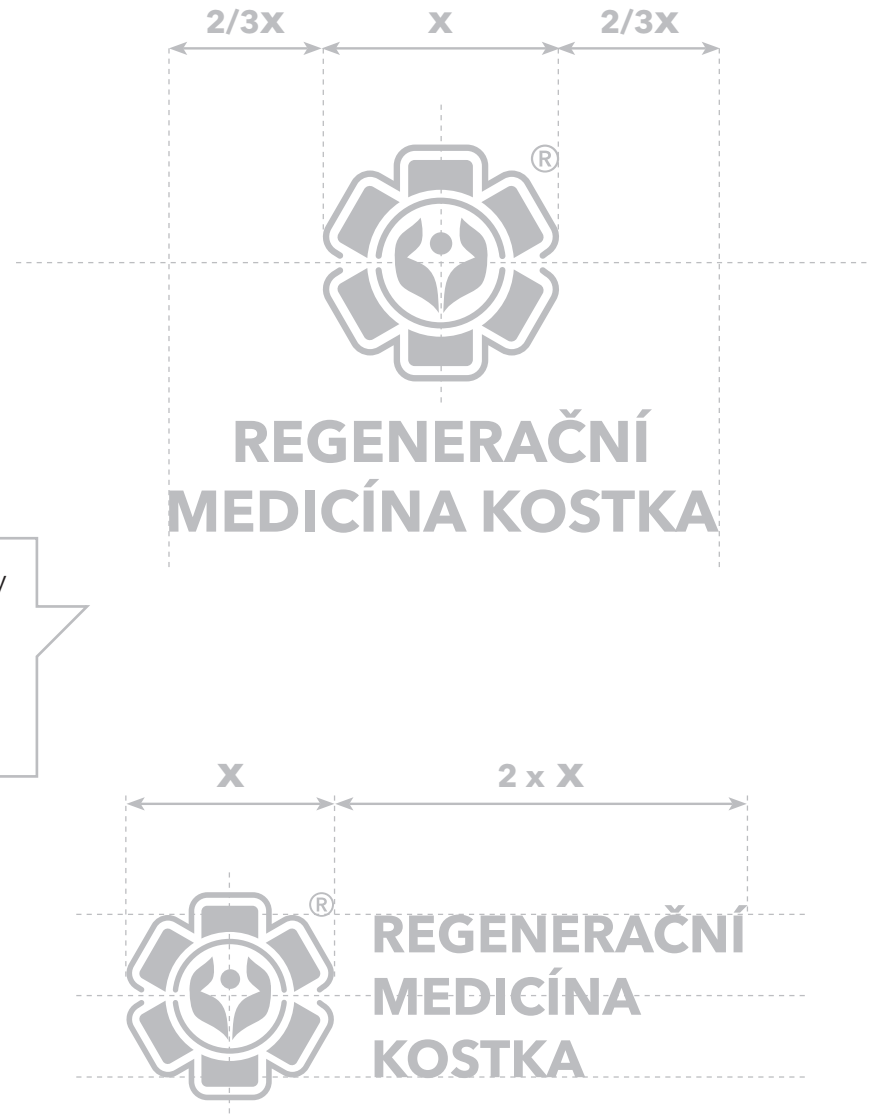 2/3X X 2/3X
®
REGENERAČNÍ
MEDICÍNA KOSTKA
X 2 x X
®
REGENERAČNÍ
MEDICÍNA
KOSTKA